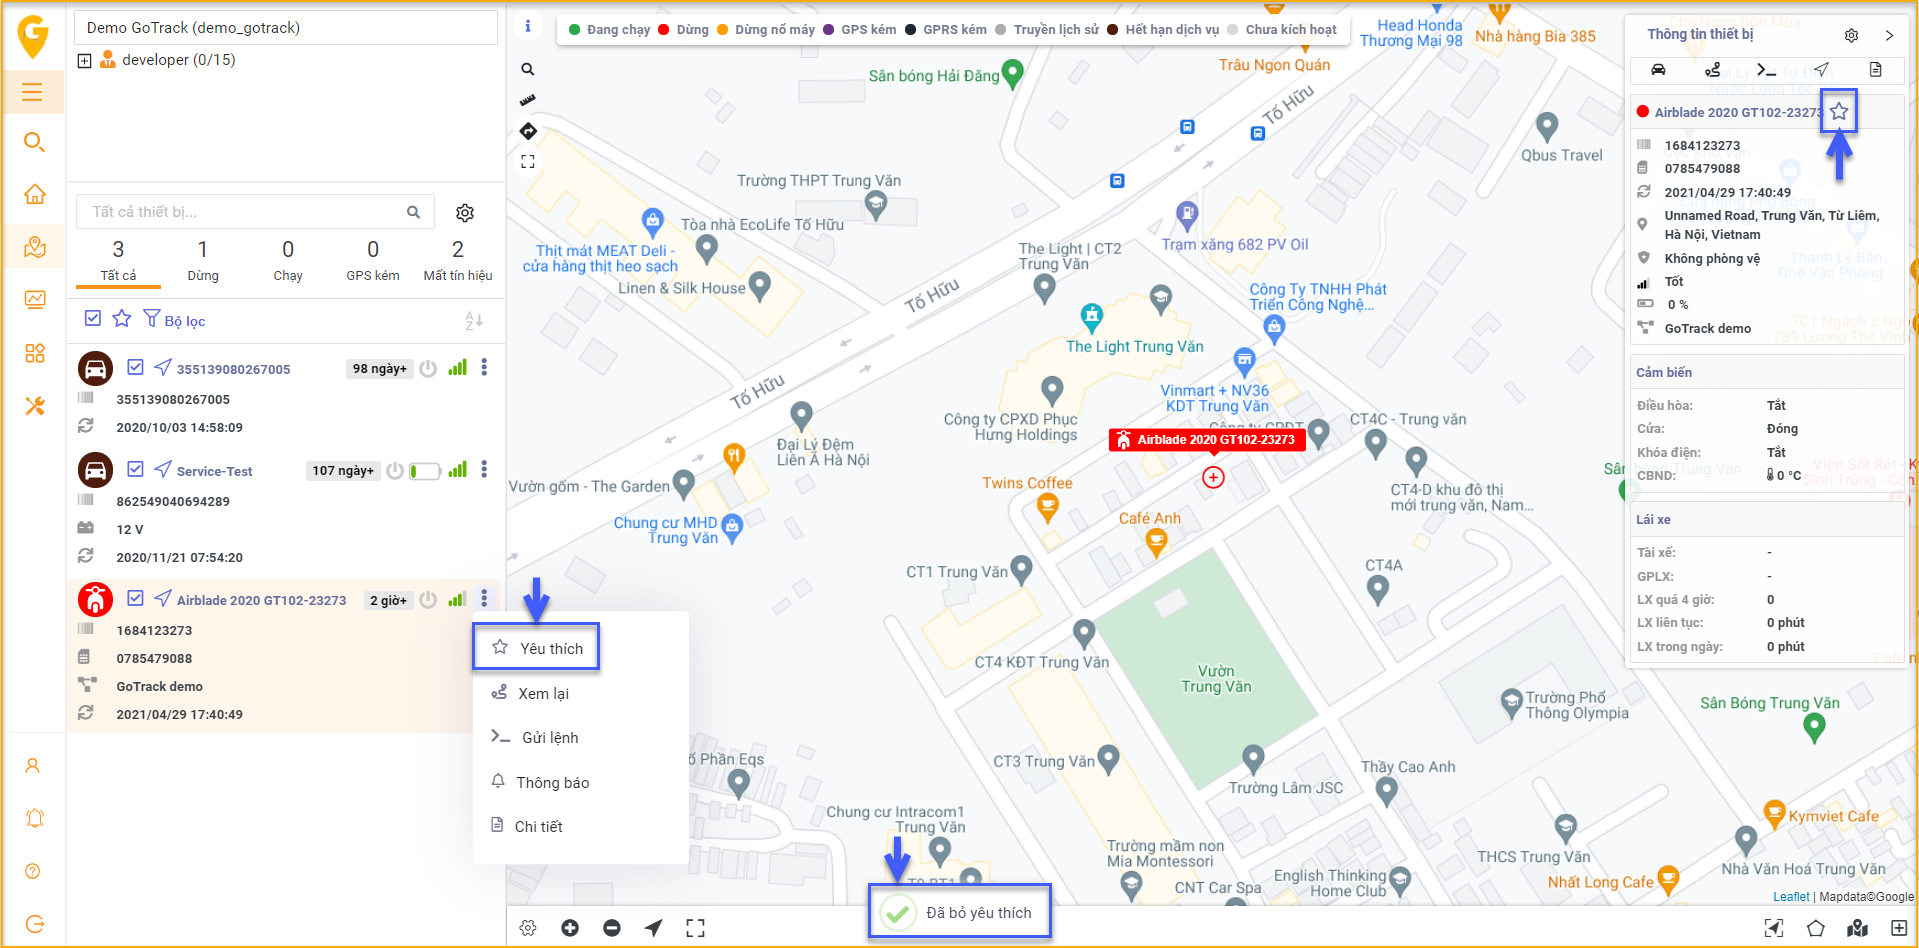 Demo GoTrack (demo_gotrack)
developer (0/15)
Tất cả thiết bị...
3
Tất cả
1
Dừng
0
Chạy
0
GPS kém
2
Mất tín hiệu
Bộ lọc
355139080267005
98 ngày+
355139080267005
2020/10/03 14:58:09
Service-Test
107 ngày+
862549040694289
12 V
2020/11/21 07:54:20
Airblade 2020 GT102-23273
2 giờ+
1684123273
0785479088
GoTrack demo
2021/04/29 17:40:49
Yêu thích
Xem lại
Gửi lệnh
Thông báo
Chi tiết
Đang chạy
Dừng
Dừng nổ máy
GPS kém
GPRS kém
Truyền lịch sử
Hết hạn dịch vụ
Chưa kích hoạt
Head Honda
Thương Mại 98
Nhà hàng Bia 385
Trâu Ngon Quán
Sân bóng Hải Đăng
Tố Hữu
Qbus Travel
Trường THPT Trung Văn
Tòa nhà EcoLife Tố Hữu
Thịt mát MEAT Deli -
cửa hàng thịt heo sạch
Linen & Silk House
Tố Hữu
The Light | CT2
Trung Văn
Trạm xăng 682 PV Oil
Công Ty TNHH Phát
Triển Công Nghệ...
The Light Trung Văn
Vinmart + NV36
KDT Trung Văn
Tố Hữu
Công ty CPXD Phục
Hưng Holdings
CT4C - Trung văn
Airblade 2020 GT102-23273
Đại Lý Đệm
Liên Á Hà Nội
Vườn gốm - The Garden
Twins Coffee
CT4-D khu đô thị
mới trung văn, Nam...
Chung cư MHD
Trung Văn
Café Anh
CT1 Trung Văn
CT4A
CT4 KĐT Trung Văn
Vườn
Trung Văn
Trường Phổ
Thông Olympia
Sân Bóng Trung Văn
CT3 Trung Văn
Trường Lâm JSC
Thầy Cao Anh
Chung cư Intracom1
Trung Văn
Kymviet Cafe
Trường mầm non
Mia Montessori
THCS Trung Văn
Nhà Văn Hoá Trung Văn
English Thinking
Home Club
CNT Car Spa
Nhất Long Cafe
Leaflet | Mapdata©Google
Đã bỏ yêu thích
Thông tin thiết bị
Airblade 2020 GT102-23273
1684123273
0785479088
2021/04/29 17:40:49
Unnamed Road, Trung Văn, Từ Liêm,
Hà Nội, Vietnam
Không phòng vệ
Tốt
0 %
GoTrack demo
Cảm biến
Điều hòa: Tắt
Cửa: Đóng
Khóa điện: Tắt
CBND: 0 °C
Lái xe
Tài xế: -
GPLX: -
LX quá 4 giờ: 0
LX liên tục: 0 phút
LX trong ngày: 0 phút